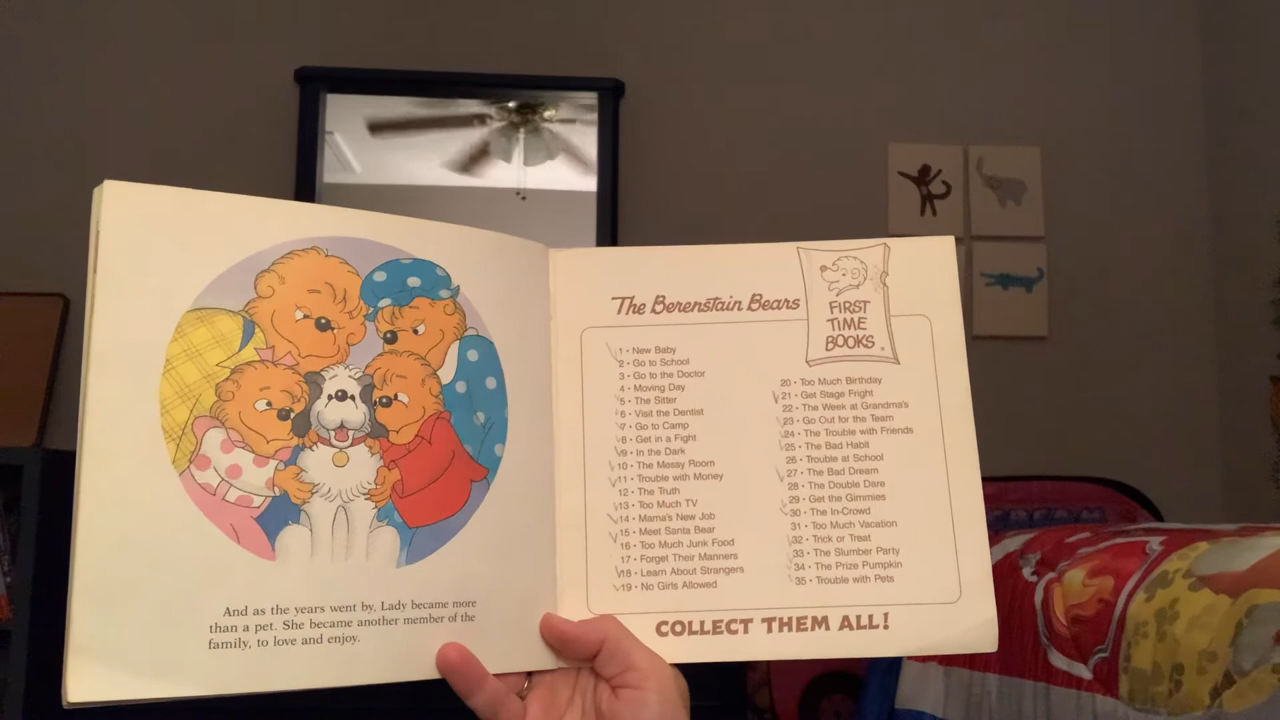 And as the years went by, Lady became more
than a pet. She became another member of the
family, to love and enjoy.
The Berenstain Bears
FIRST
TIME
BOOKS
1 • New Baby
2 • Go to School
3 • Go to the Doctor
4 • Moving Day
5 • The Sitter
6 • Visit the Dentist
7 • Go to Camp
8 • Get in a Fight
9 • In the Dark
10 • The Messy Room
11 • Trouble with Money
12 • The Truth
13 • Too Much TV
14 • Mama's New Job
15 • Meet Santa Bear
16 • Too Much Junk Food
17 • Forget Their Manners
18 • Learn About Strangers
19 • No Girls Allowed
20 • Too Much Birthday
21 • Get Stage Fright
22 • The Week at Grandma's
23 • Go Out for the Team
24 • The Trouble with Friends
25 • The Bad Habit
26 • Trouble at School
27 • The Bad Dream
28 • The Double Dare
29 • Get the Gimmies
30 • The In-Crowd
31 • Too Much Vacation
32 • Trick or Treat
33 • The Slumber Party
34 • The Prize Pumpkin
35 • Trouble with Pets
COLLECT THEM ALL!